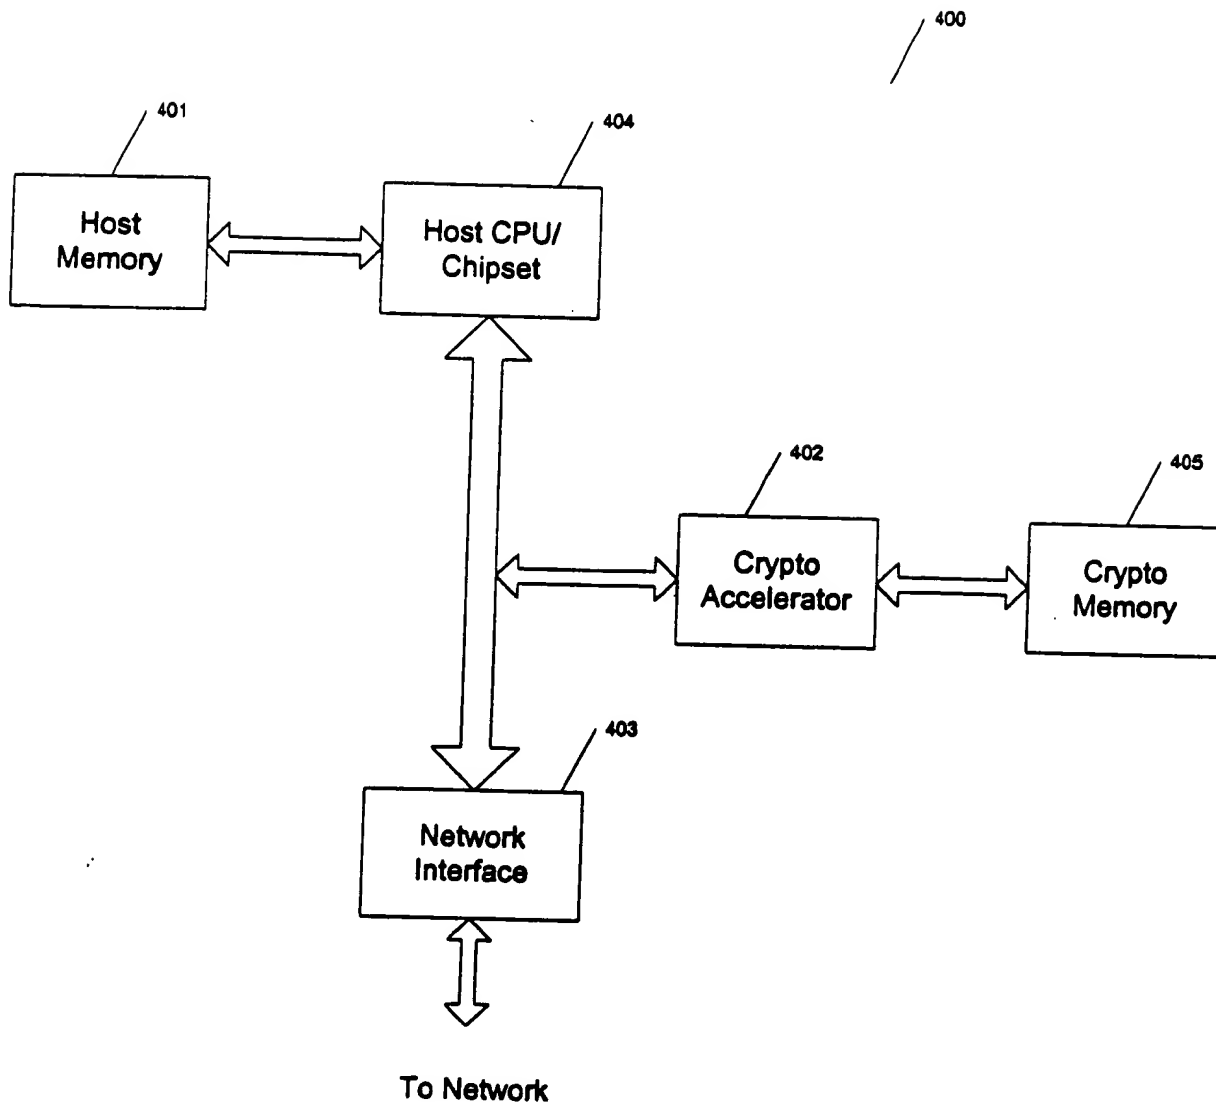 400
401
404
Host
Memory
Host CPU/
Chipset
402
405
Crypto
Accelerator
Crypto
Memory
403
Network
Interface
To Network